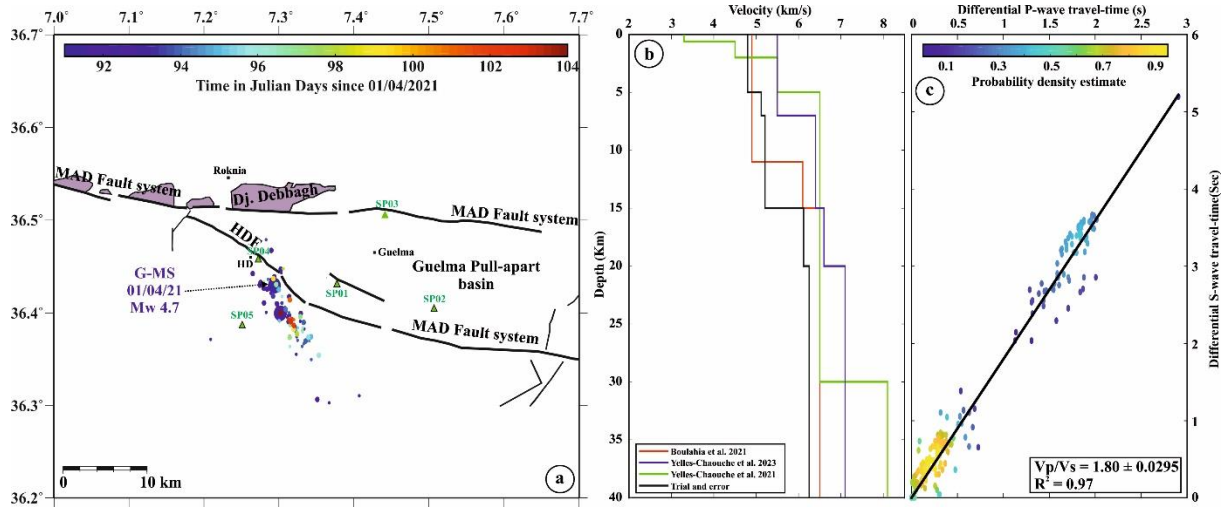 7.0 7.1 7.2 7.3 7.4 7.5 7.6 7.7
36.7
36.6
36.5
36.4
36.3
36.2
92 94 96 98 100 102 104
Time in Julian Days since 01/04/2021
Roknia
MAD Fault system
Dj. Debbagh
SP03
MAD Fault system
HDF
SP04
HD
Guelma
G-MS
01/04/21
Mw 4.7
Guelma Pull-apart
basin
SP01
SP02
SP05
MAD Fault system
0 10 km
a
Velocity (km/s)
2 3 4 5 6 7 8 9
0
5
10
15
20
25
30
35
40
Depth (Km)
b
Boulahia et al. 2021
Yelles-Chaouche et al. 2023
Yelles-Chaouche et al. 2021
Trial and error
Differential P-wave travel-time (s)
0 0.5 1 1.5 2 2.5 3
0.1 0.3 0.5 0.7 0.9
Probability density estimate
c
6
5
4
3
2
1
0
Differential S-wave travel-time(Sec)
Vp/Vs = 1.80 ± 0.0295
R² = 0.97